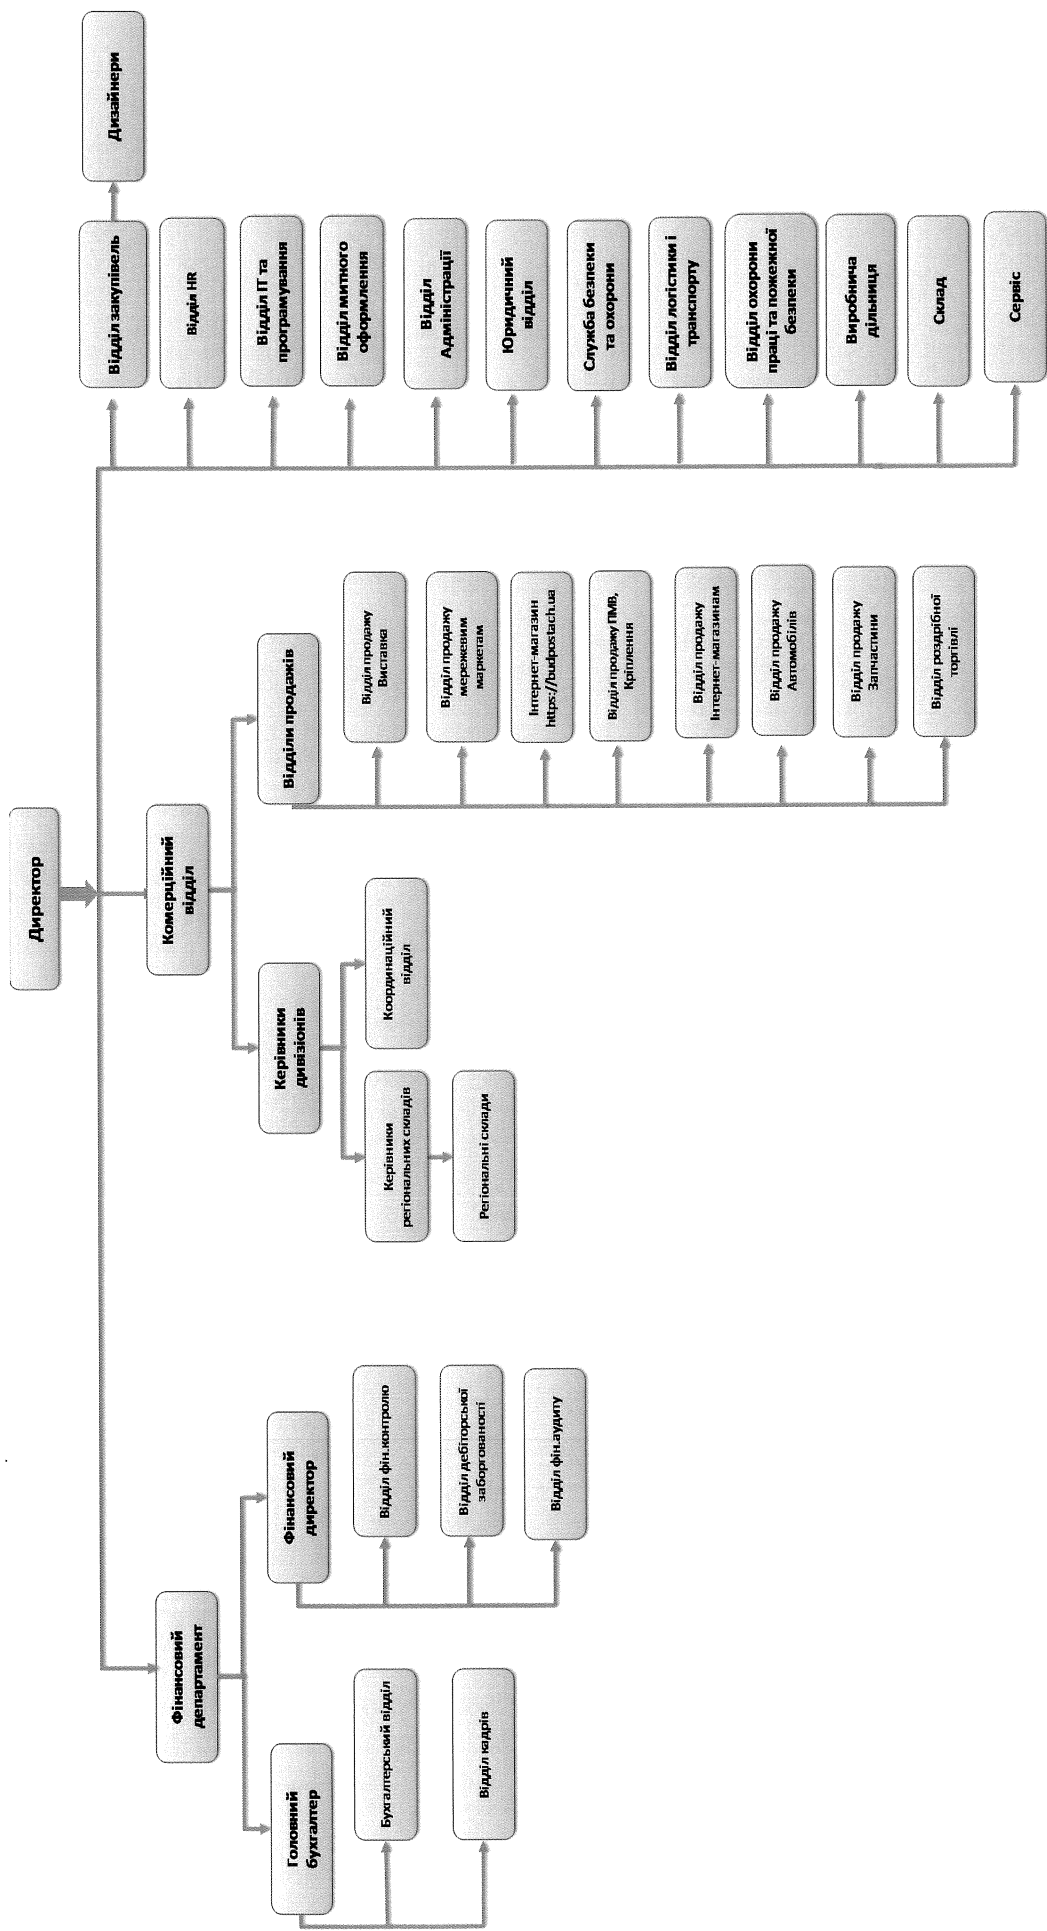 Директор
Фінансовий
департамент
Головний
бухгалтер
Бухгалтерський відділ
Відділ кадрів
Фінансовий
директор
Відділ фін.контролю
Відділ дебіторської
заборгованості
Відділ фін.аудиту
Комерційний
відділ
Керівники
дивізіонів
Керівники
регіональних складів
Регіональні склади
Координаційний
відділ
Відділи продажів
Відділ продажу
Виставка
Відділ продажу
мережевим
маркетам
Інтернет-магазин
https://budpostach.ua
Відділ продажу ПМВ,
Кріплення
Відділ продажу
Інтернет-магазинам
Відділ продажу
Автомобілів
Відділ продажу
Запчастини
Відділ роздрібної
торгівлі
Відділ закупівель
Дизайнери
Відділ HR
Відділ ІТ та
програмування
Відділ митного
оформлення
Відділ
Адміністрації
Юридичний
відділ
Служба безпеки
та охорони
Відділ логістики і
транспорту
Відділ охорони
праці та пожежної
безпеки
Виробнича
дільниця
Склад
Сервіс